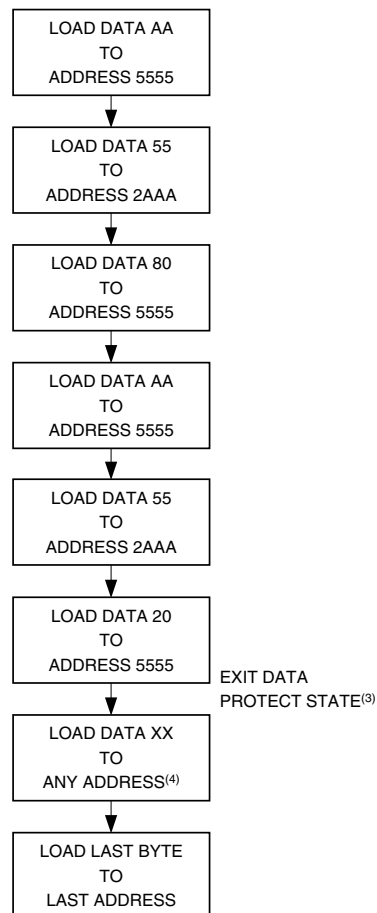 LOAD DATA AA
TO
ADDRESS 5555
LOAD DATA 55
TO
ADDRESS 2AAA
LOAD DATA 80
TO
ADDRESS 5555
LOAD DATA AA
TO
ADDRESS 5555
LOAD DATA 55
TO
ADDRESS 2AAA
LOAD DATA 20
TO
ADDRESS 5555
EXIT DATA
PROTECT STATE(3)
LOAD DATA XX
TO
ANY ADDRESS(4)
LOAD LAST BYTE
TO
LAST ADDRESS